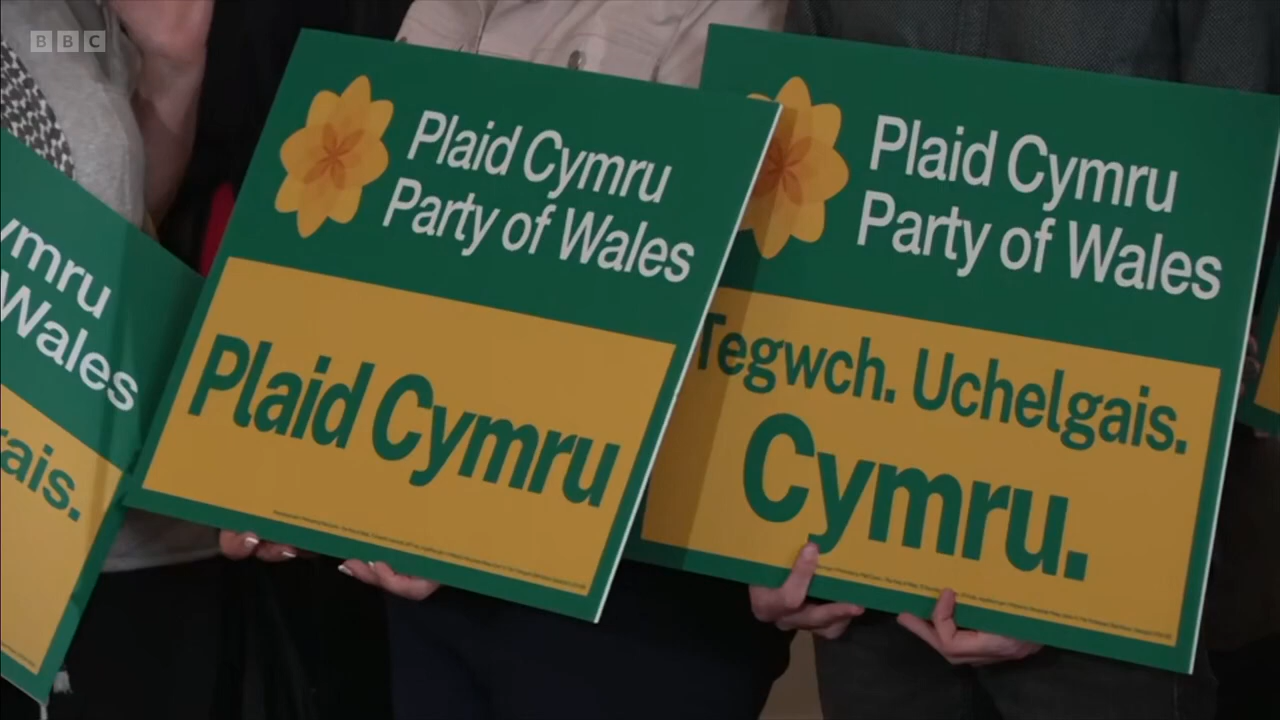 BBC
ymru
Wales
ais.
Plaid Cymru
Party of Wales
Plaid Cymru
Plaid Cymru
Party of Wales
Tegwch. Uchelgais.
Cymru.